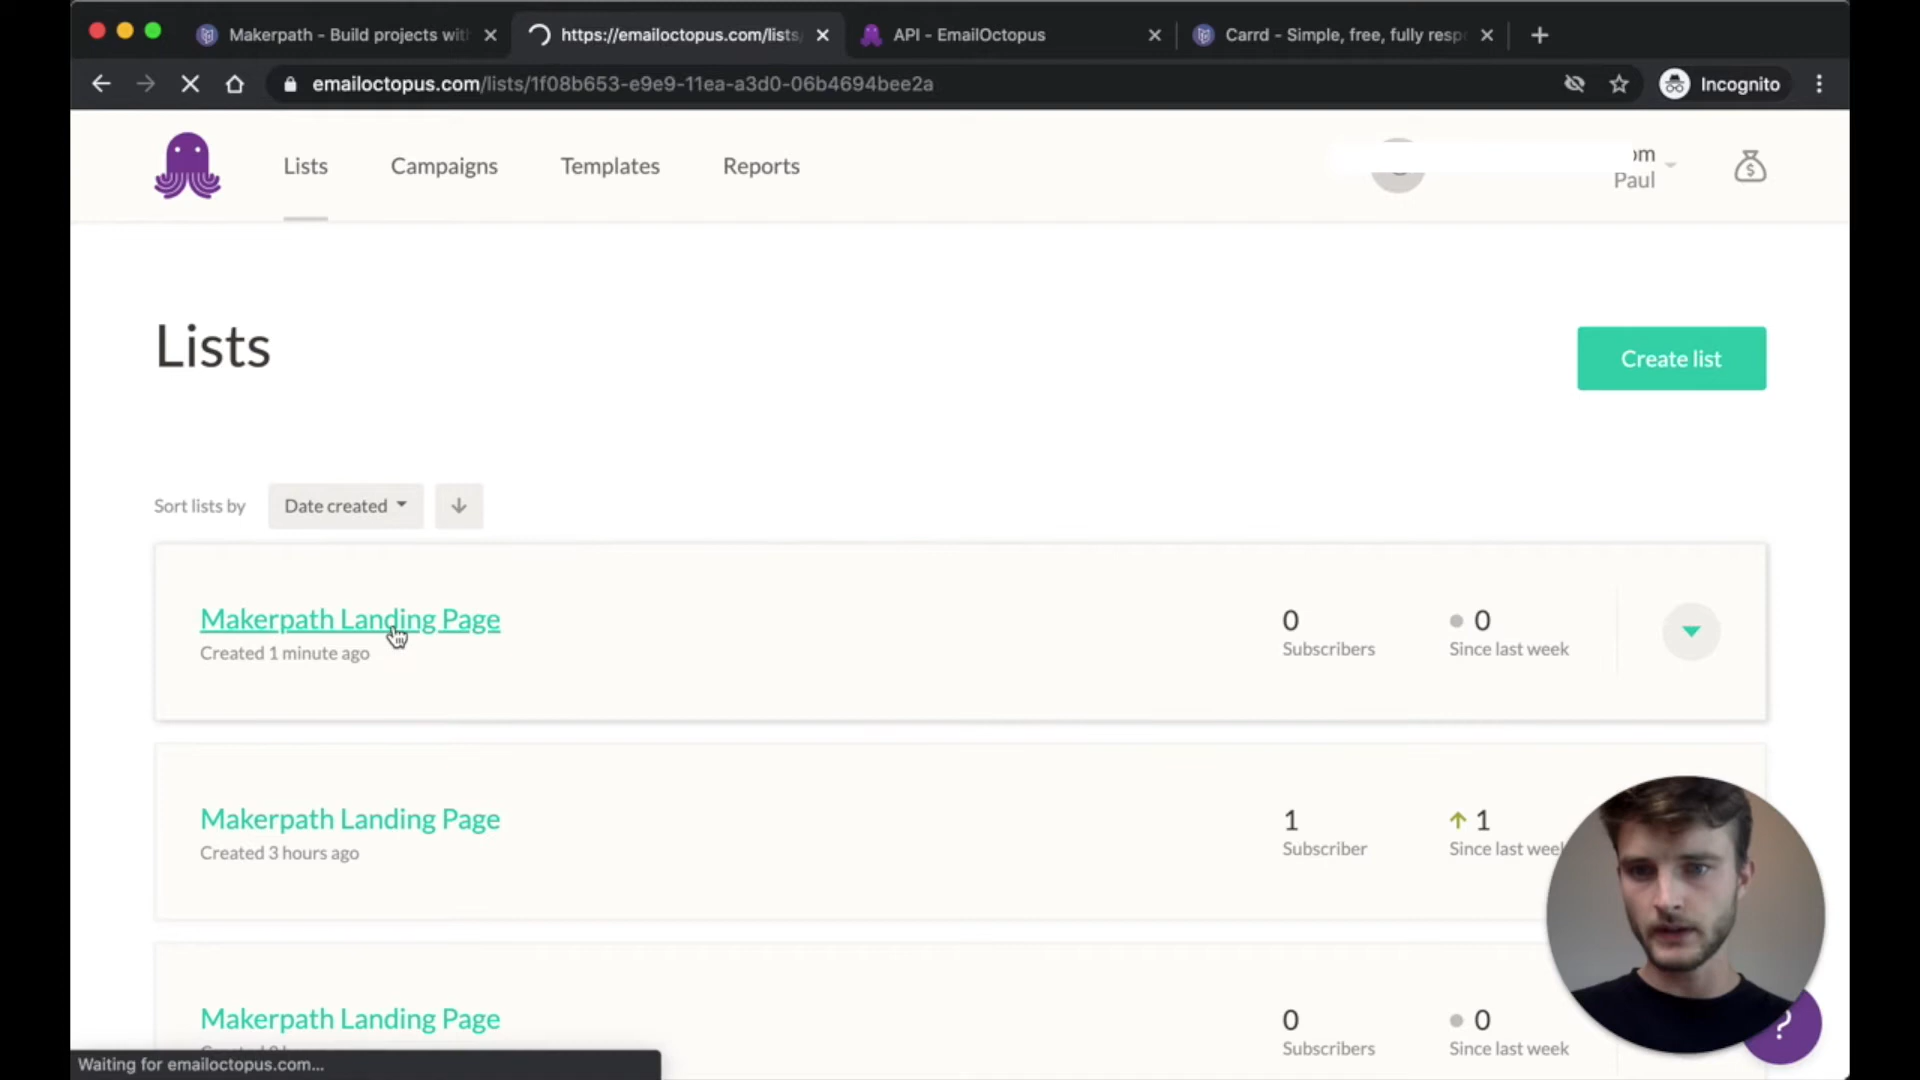 Makerpath - Build projects with
https://emailoctopus.com/lists/
API - EmailOctopus
Carrd - Simple, free, fully resp
emailoctopus.com/lists/1f08b653-e9e9-11ea-a3d0-06b4694bee2a
Incognito
Lists
Campaigns
Templates
Reports
om
Paul
Lists
Create list
Sort lists by
Date created
Makerpath Landing Page
Created 1 minute ago
0
Subscribers
0
Since last week
Makerpath Landing Page
Created 3 hours ago
1
Subscriber
1
Since last week
Makerpath Landing Page
0
Subscribers
0
Since last week
?
Waiting for emailoctopus.com...